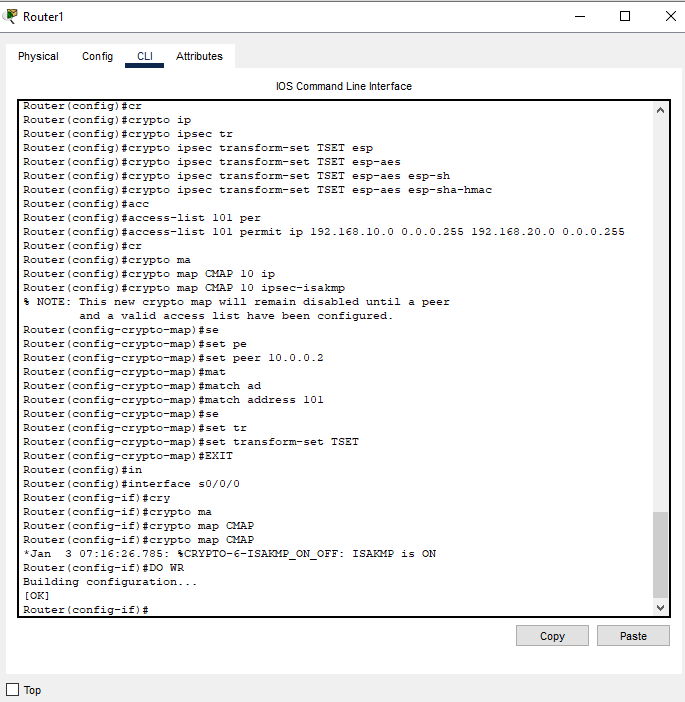 Router1
Physical Config CLI Attributes
IOS Command Line Interface
Router(config)#cr
Router(config)#crypto ip
Router(config)#crypto ipsec tr
Router(config)#crypto ipsec transform-set TSET esp
Router(config)#crypto ipsec transform-set TSET esp-aes
Router(config)#crypto ipsec transform-set TSET esp-aes esp-sh
Router(config)#crypto ipsec transform-set TSET esp-aes esp-sha-hmac
Router(config)#acc
Router(config)#access-list 101 per
Router(config)#access-list 101 permit ip 192.168.10.0 0.0.0.255 192.168.20.0 0.0.0.255
Router(config)#cr
Router(config)#crypto ma
Router(config)#crypto map CMAP 10 ip
Router(config)#crypto map CMAP 10 ipsec-isakmp
% NOTE: This new crypto map will remain disabled until a peer
and a valid access list have been configured.
Router(config-crypto-map)#se
Router(config-crypto-map)#set pe
Router(config-crypto-map)#set peer 10.0.0.2
Router(config-crypto-map)#mat
Router(config-crypto-map)#match ad
Router(config-crypto-map)#match address 101
Router(config-crypto-map)#se
Router(config-crypto-map)#set tr
Router(config-crypto-map)#set transform-set TSET
Router(config-crypto-map)#EXIT
Router(config)#in
Router(config)#interface s0/0/0
Router(config-if)#cry
Router(config-if)#crypto ma
Router(config-if)#crypto map CMAP
Router(config-if)#crypto map CMAP
*Jan  3 07:16:26.785: %CRYPTO-6-ISAKMP_ON_OFF: ISAKMP is ON
Router(config-if)#DO WR
Building configuration...
[OK]
Router(config-if)#
Copy Paste
Top